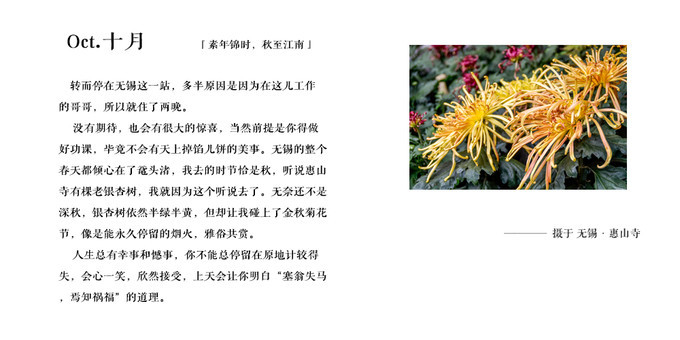 Oct.十月
「素年锦时，秋至江南」
转而停在无锡这一站，多半原因是因为在这儿工作
的哥哥，所以就住了两晚。
没有期待，也会有很大的惊喜，当然前提是你得做
好功课，毕竟不会有天上掉馅儿饼的美事。无锡的整个
春天都倾心在了鼋头渚，我去的时节恰是秋，听说惠山
寺有棵老银杏树，我就因为这个听说去了。无奈还不是
深秋，银杏树依然半绿半黄，但却让我碰上了金秋菊花
节，像是能永久停留的烟火，雅俗共赏。
人生总有幸事和憾事，你不能总停留在原地计较得
失，会心一笑，欣然接受，上天会让你明白“塞翁失马
，焉知祸福”的道理。
摄于 无锡·惠山寺